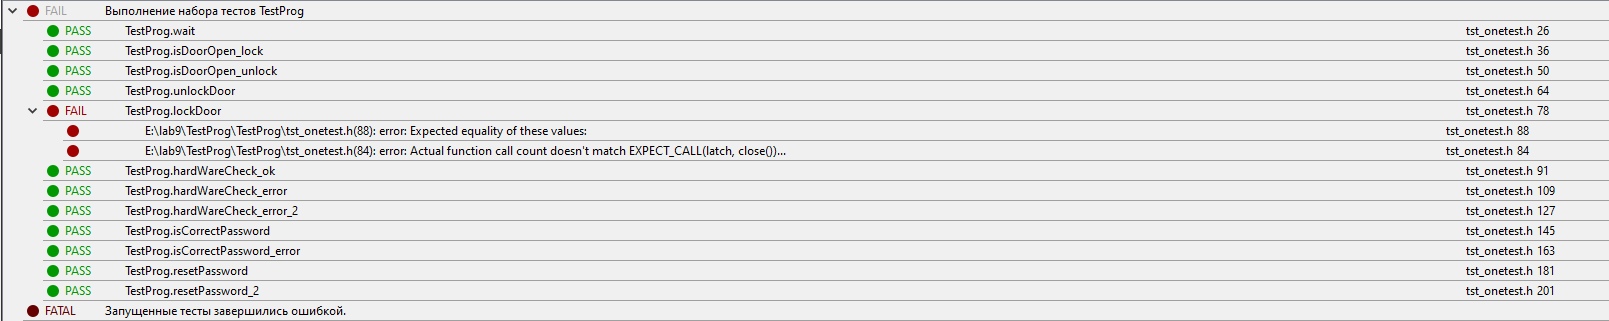 FAIL Выполнение набора тестов TestProg
PASS TestProg.wait tst_onetest.h 26
PASS TestProg.isDoorOpen_lock tst_onetest.h 36
PASS TestProg.isDoorOpen_unlock tst_onetest.h 50
PASS TestProg.unlockDoor tst_onetest.h 64
FAIL TestProg.lockDoor tst_onetest.h 78
E:\lab9\TestProg\TestProg\tst_onetest.h(88): error: Expected equality of these values: tst_onetest.h 88
E:\lab9\TestProg\TestProg\tst_onetest.h(84): error: Actual function call count doesn't match EXPECT_CALL(latch, close())... tst_onetest.h 84
PASS TestProg.hardWareCheck_ok tst_onetest.h 91
PASS TestProg.hardWareCheck_error tst_onetest.h 109
PASS TestProg.hardWareCheck_error_2 tst_onetest.h 127
PASS TestProg.isCorrectPassword tst_onetest.h 145
PASS TestProg.isCorrectPassword_error tst_onetest.h 163
PASS TestProg.resetPassword tst_onetest.h 181
PASS TestProg.resetPassword_2 tst_onetest.h 201
FATAL Запущенные тесты завершились ошибкой.